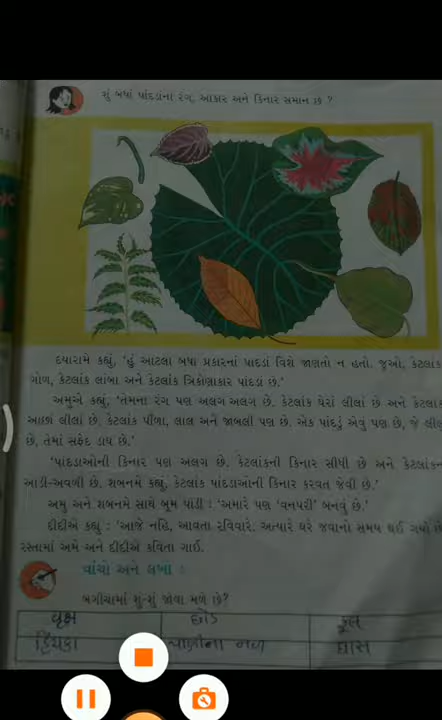 શું બધાં પાંદડાંના રંગ, આકાર અને કિનાર સમાન છે ?
દયારામે કહ્યું, ‘હું આટલા બધા પ્રકારનાં પાદડાં વિશે જાણતો ન હતો. જુઓ, કેટલાંક
ગોળ, કેટલાંક લાંબા અને કેટલાંક ત્રિકોણાકાર પાંદડાં છે.’
અમુએ કહ્યું, ‘તેમના રંગ પણ અલગ અલગ છે. કેટલાંક ઘેરાં લીલાં છે અને કેટલાંક
આછાં લીલાં છે. કેટલાંક પીળા, લાલ અને જાંબલી પણ છે. એક પાંદડું એવું પણ છે, જે લીલું
છે, તેમાં સફેદ ડાઘ છે.’
‘પાંદડાઓની કિનાર પણ અલગ છે. કેટલાંકની કિનાર સીધી છે અને કેટલાંકની
આડી-અવળી છે. શબનમે કહ્યું, કેટલાંક પાંદડાઓની કિનાર કરવત જેવી છે.’
અમુ અને શબનમે સાથે બૂમ પાડી : ‘અમારે પણ ‘વનપરી’ બનવું છે.’
દીદીએ કહ્યું : ‘આજે નહિ, આવતા રવિવારે. અત્યારે ઘરે જવાનો સમય થઈ ગયો છે.
રસ્તામાં અમે અને દીદીએ કવિતા ગાઈ.
વાંચો અને લખો :
બગીચામાં શું-શું જોવા મળે છે?
વૃક્ષ છોડ ફૂલ
હિંચકા પાણીના નળ ઘાસ